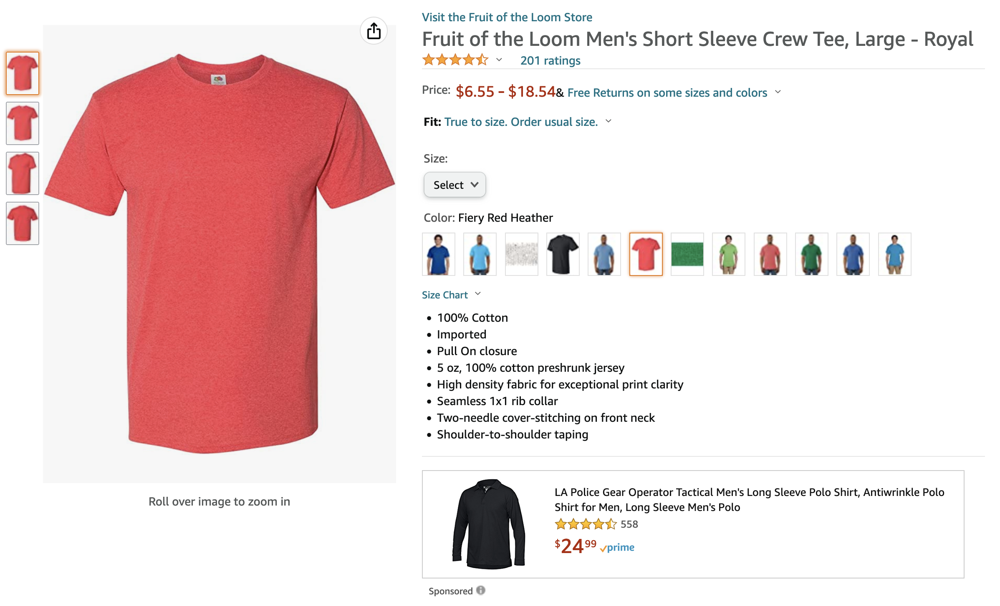 Visit the Fruit of the Loom Store
Fruit of the Loom Men's Short Sleeve Crew Tee, Large - Royal
201 ratings
Price: $6.55 - $18.54& Free Returns on some sizes and colors
Fit: True to size. Order usual size.
Size:
Select
Color: Fiery Red Heather
Size Chart
100% Cotton
Imported
Pull On closure
5 oz, 100% cotton preshrunk jersey
High density fabric for exceptional print clarity
Seamless 1x1 rib collar
Two-needle cover-stitching on front neck
Shoulder-to-shoulder taping
Roll over image to zoom in
LA Police Gear Operator Tactical Men's Long Sleeve Polo Shirt, Antiwrinkle Polo
Shirt for Men, Long Sleeve Men's Polo
558
$24 99 prime
Sponsored